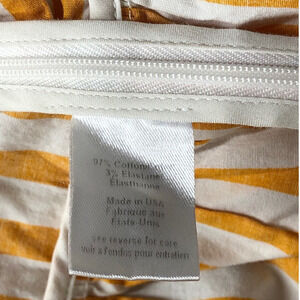 97% Cotton
3% Elastane
Elasthanne
Made in USA
Fabriqué aux
États-Unis
see reverse for care
Voir à l'endos pour entretien